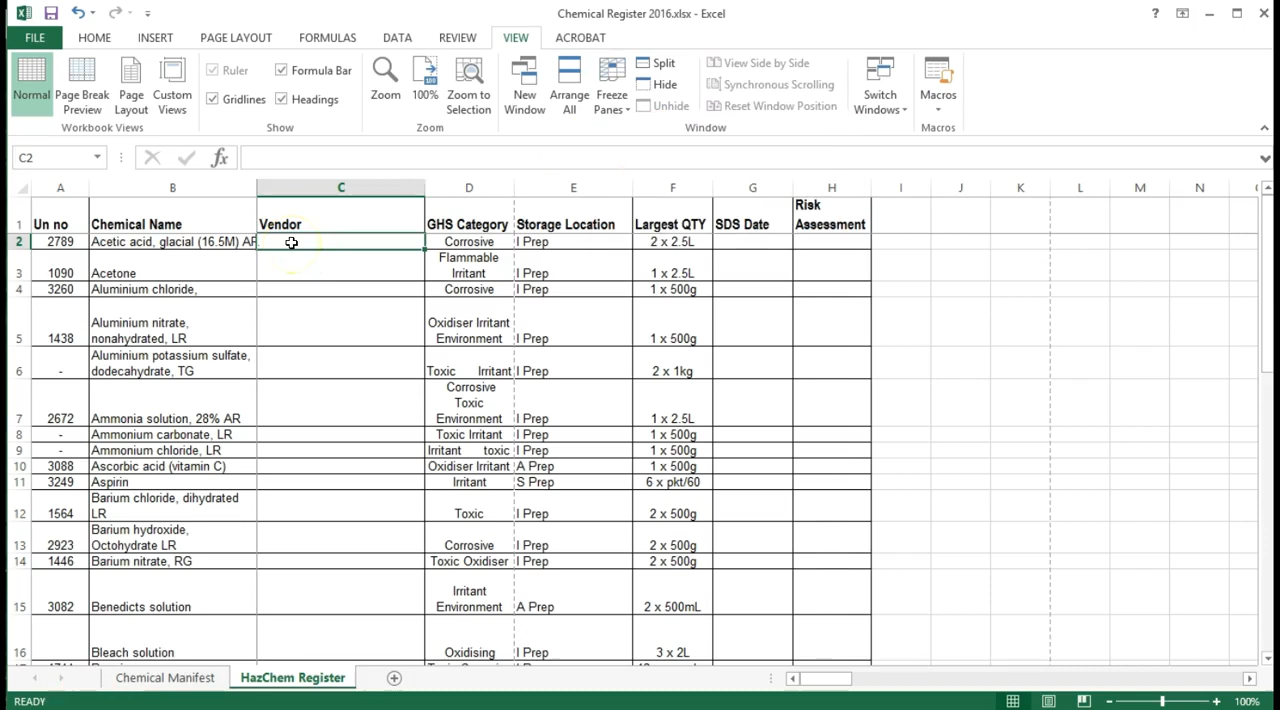 Chemical Register 2016.xlsx - Excel
FILE HOME INSERT PAGE LAYOUT FORMULAS DATA REVIEW VIEW ACROBAT
Normal Page Break Preview Page Layout Custom Views
Workbook Views
Ruler Formula Bar
Gridlines Headings
Show
Zoom 100% Zoom to Selection
Zoom
New Window Arrange All Freeze Panes
Split
Hide
Unhide
View Side by Side
Synchronous Scrolling
Reset Window Position
Window
Switch Windows
Macros
Macros
C2
fx
A B C D E F G H I J K L M N
1 Un no Chemical Name Vendor GHS Category Storage Location Largest QTY SDS Date Risk Assessment
2 2789 Acetic acid, glacial (16.5M) AR. Corrosive I Prep 2 x 2.5L
3 1090 Acetone Flammable Irritant I Prep 1 x 2.5L
4 3260 Aluminium chloride, Corrosive I Prep 1 x 500g
5 1438 Aluminium nitrate, nonahydrated, LR Oxidiser Irritant Environment I Prep 1 x 500g
6 - Aluminium potassium sulfate, dodecahydrate, TG Toxic Irritant I Prep 2 x 1kg
7 2672 Ammonia solution, 28% AR Corrosive Toxic Environment I Prep 1 x 2.5L
8 - Ammonium carbonate, LR Toxic Irritant I Prep 1 x 500g
9 - Ammonium chloride, LR Irritant toxic I Prep 1 x 500g
10 3088 Ascorbic acid (vitamin C) Oxidiser Irritant A Prep 1 x 500g
11 3249 Aspirin Irritant S Prep 6 x pkt/60
12 1564 Barium chloride, dihydrated LR Toxic I Prep 2 x 500g
13 2923 Barium hydroxide, Octohydrate LR Corrosive I Prep 2 x 500g
14 1446 Barium nitrate, RG Toxic Oxidiser I Prep 2 x 500g
15 3082 Benedicts solution Irritant Environment A Prep 2 x 500mL
16 Bleach solution Oxidising I Prep 3 x 2L
Chemical Manifest HazChem Register
READY 100%